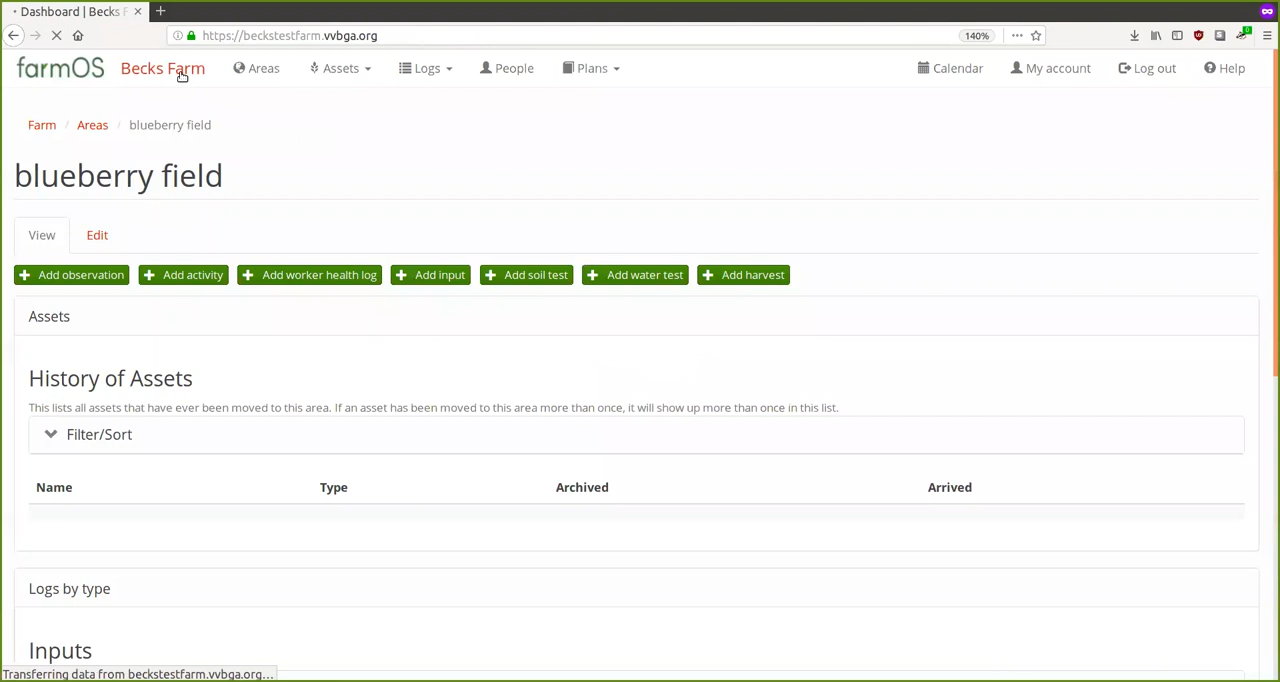 Dashboard | Becks F
https://beckstestfarm.vvbga.org 140%
farmOS Becks Farm Areas Assets Logs People Plans Calendar My account Log out Help
Farm / Areas / blueberry field
blueberry field
View Edit
Add observation Add activity Add worker health log Add input Add soil test Add water test Add harvest
Assets
History of Assets
This lists all assets that have ever been moved to this area. If an asset has been moved to this area more than once, it will show up more than once in this list.
Filter/Sort
Name Type Archived Arrived
Logs by type
Inputs
Transferring data from beckstestfarm.vvbga.org...